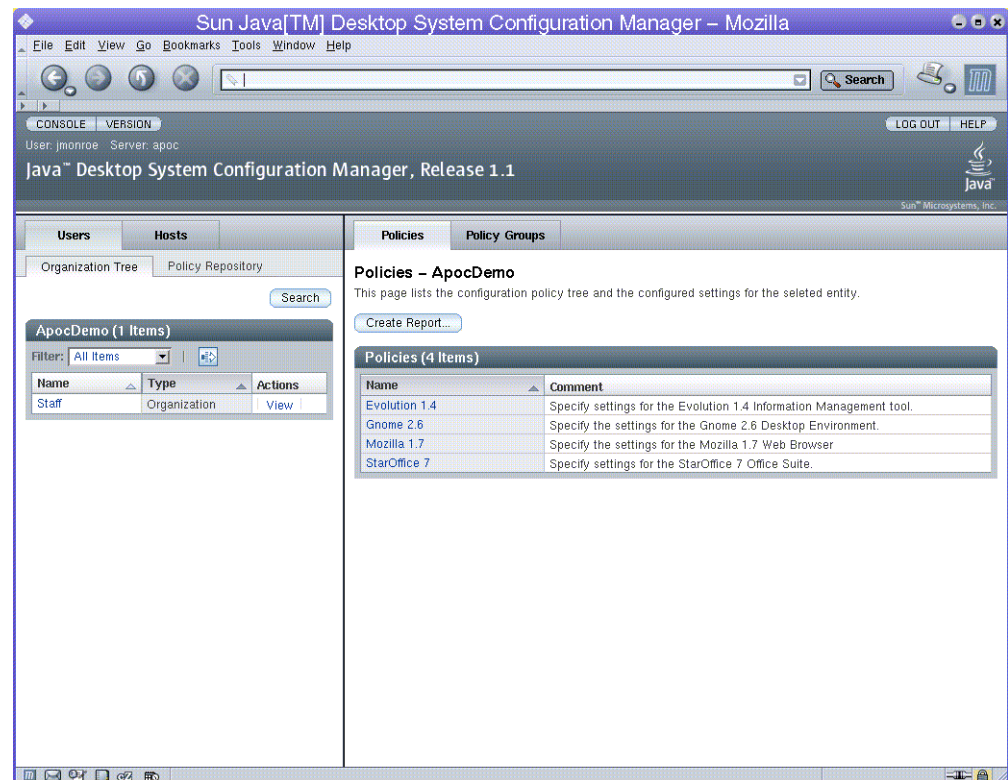 Sun Java[TM] Desktop System Configuration Manager – Mozilla
File Edit View Go Bookmarks Tools Window Help
Search
CONSOLE VERSION
LOG OUT HELP
User: jmonroe Server: apoc
Java™ Desktop System Configuration Manager, Release 1.1
Java™
Sun™ Microsystems, Inc.
Users Hosts
Organization Tree Policy Repository
Search
ApocDemo (1 Items)
Filter: All Items
Name Type Actions
Staff Organization View
Policies Policy Groups
Policies – ApocDemo
This page lists the configuration policy tree and the configured settings for the seleted entity.
Create Report...
Policies (4 Items)
Name Comment
Evolution 1.4 Specify settings for the Evolution 1.4 Information Management tool.
Gnome 2.6 Specify the settings for the Gnome 2.6 Desktop Environment.
Mozilla 1.7 Specify the settings for the Mozilla 1.7 Web Browser
StarOffice 7 Specify settings for the StarOffice 7 Office Suite.